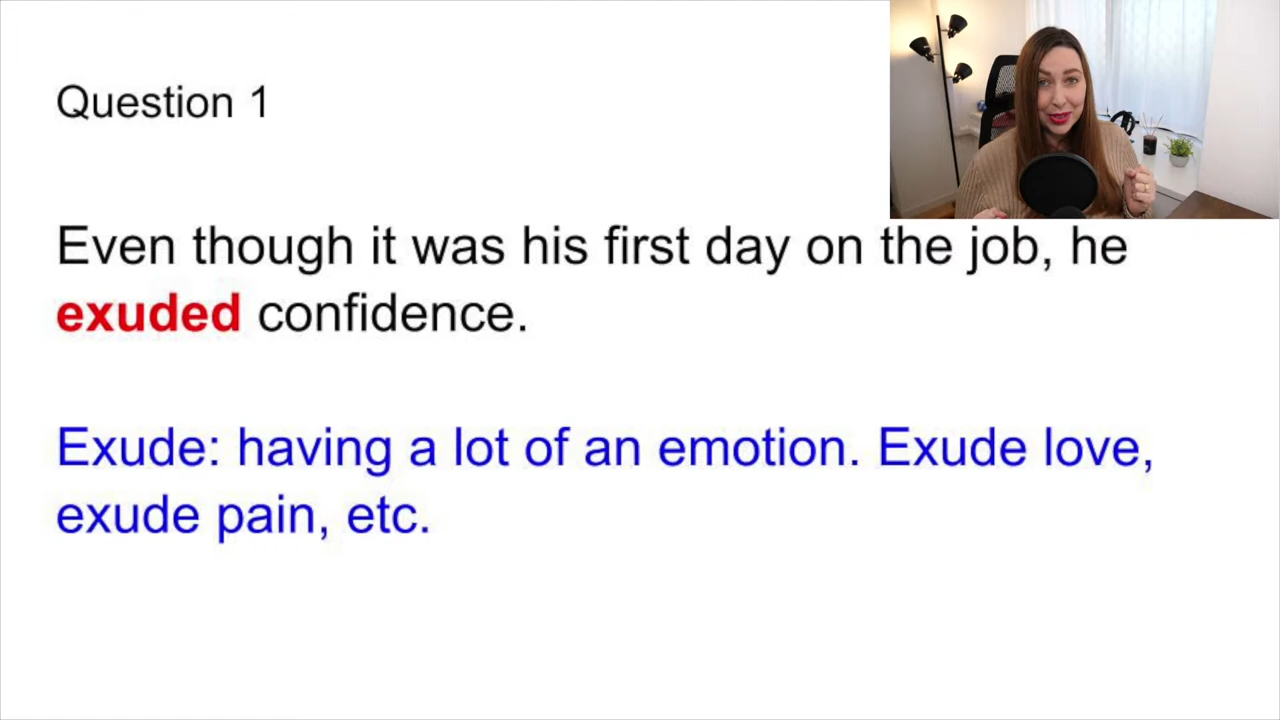 Question 1
Even though it was his first day on the job, he
exuded confidence.
Exude: having a lot of an emotion. Exude love,
exude pain, etc.